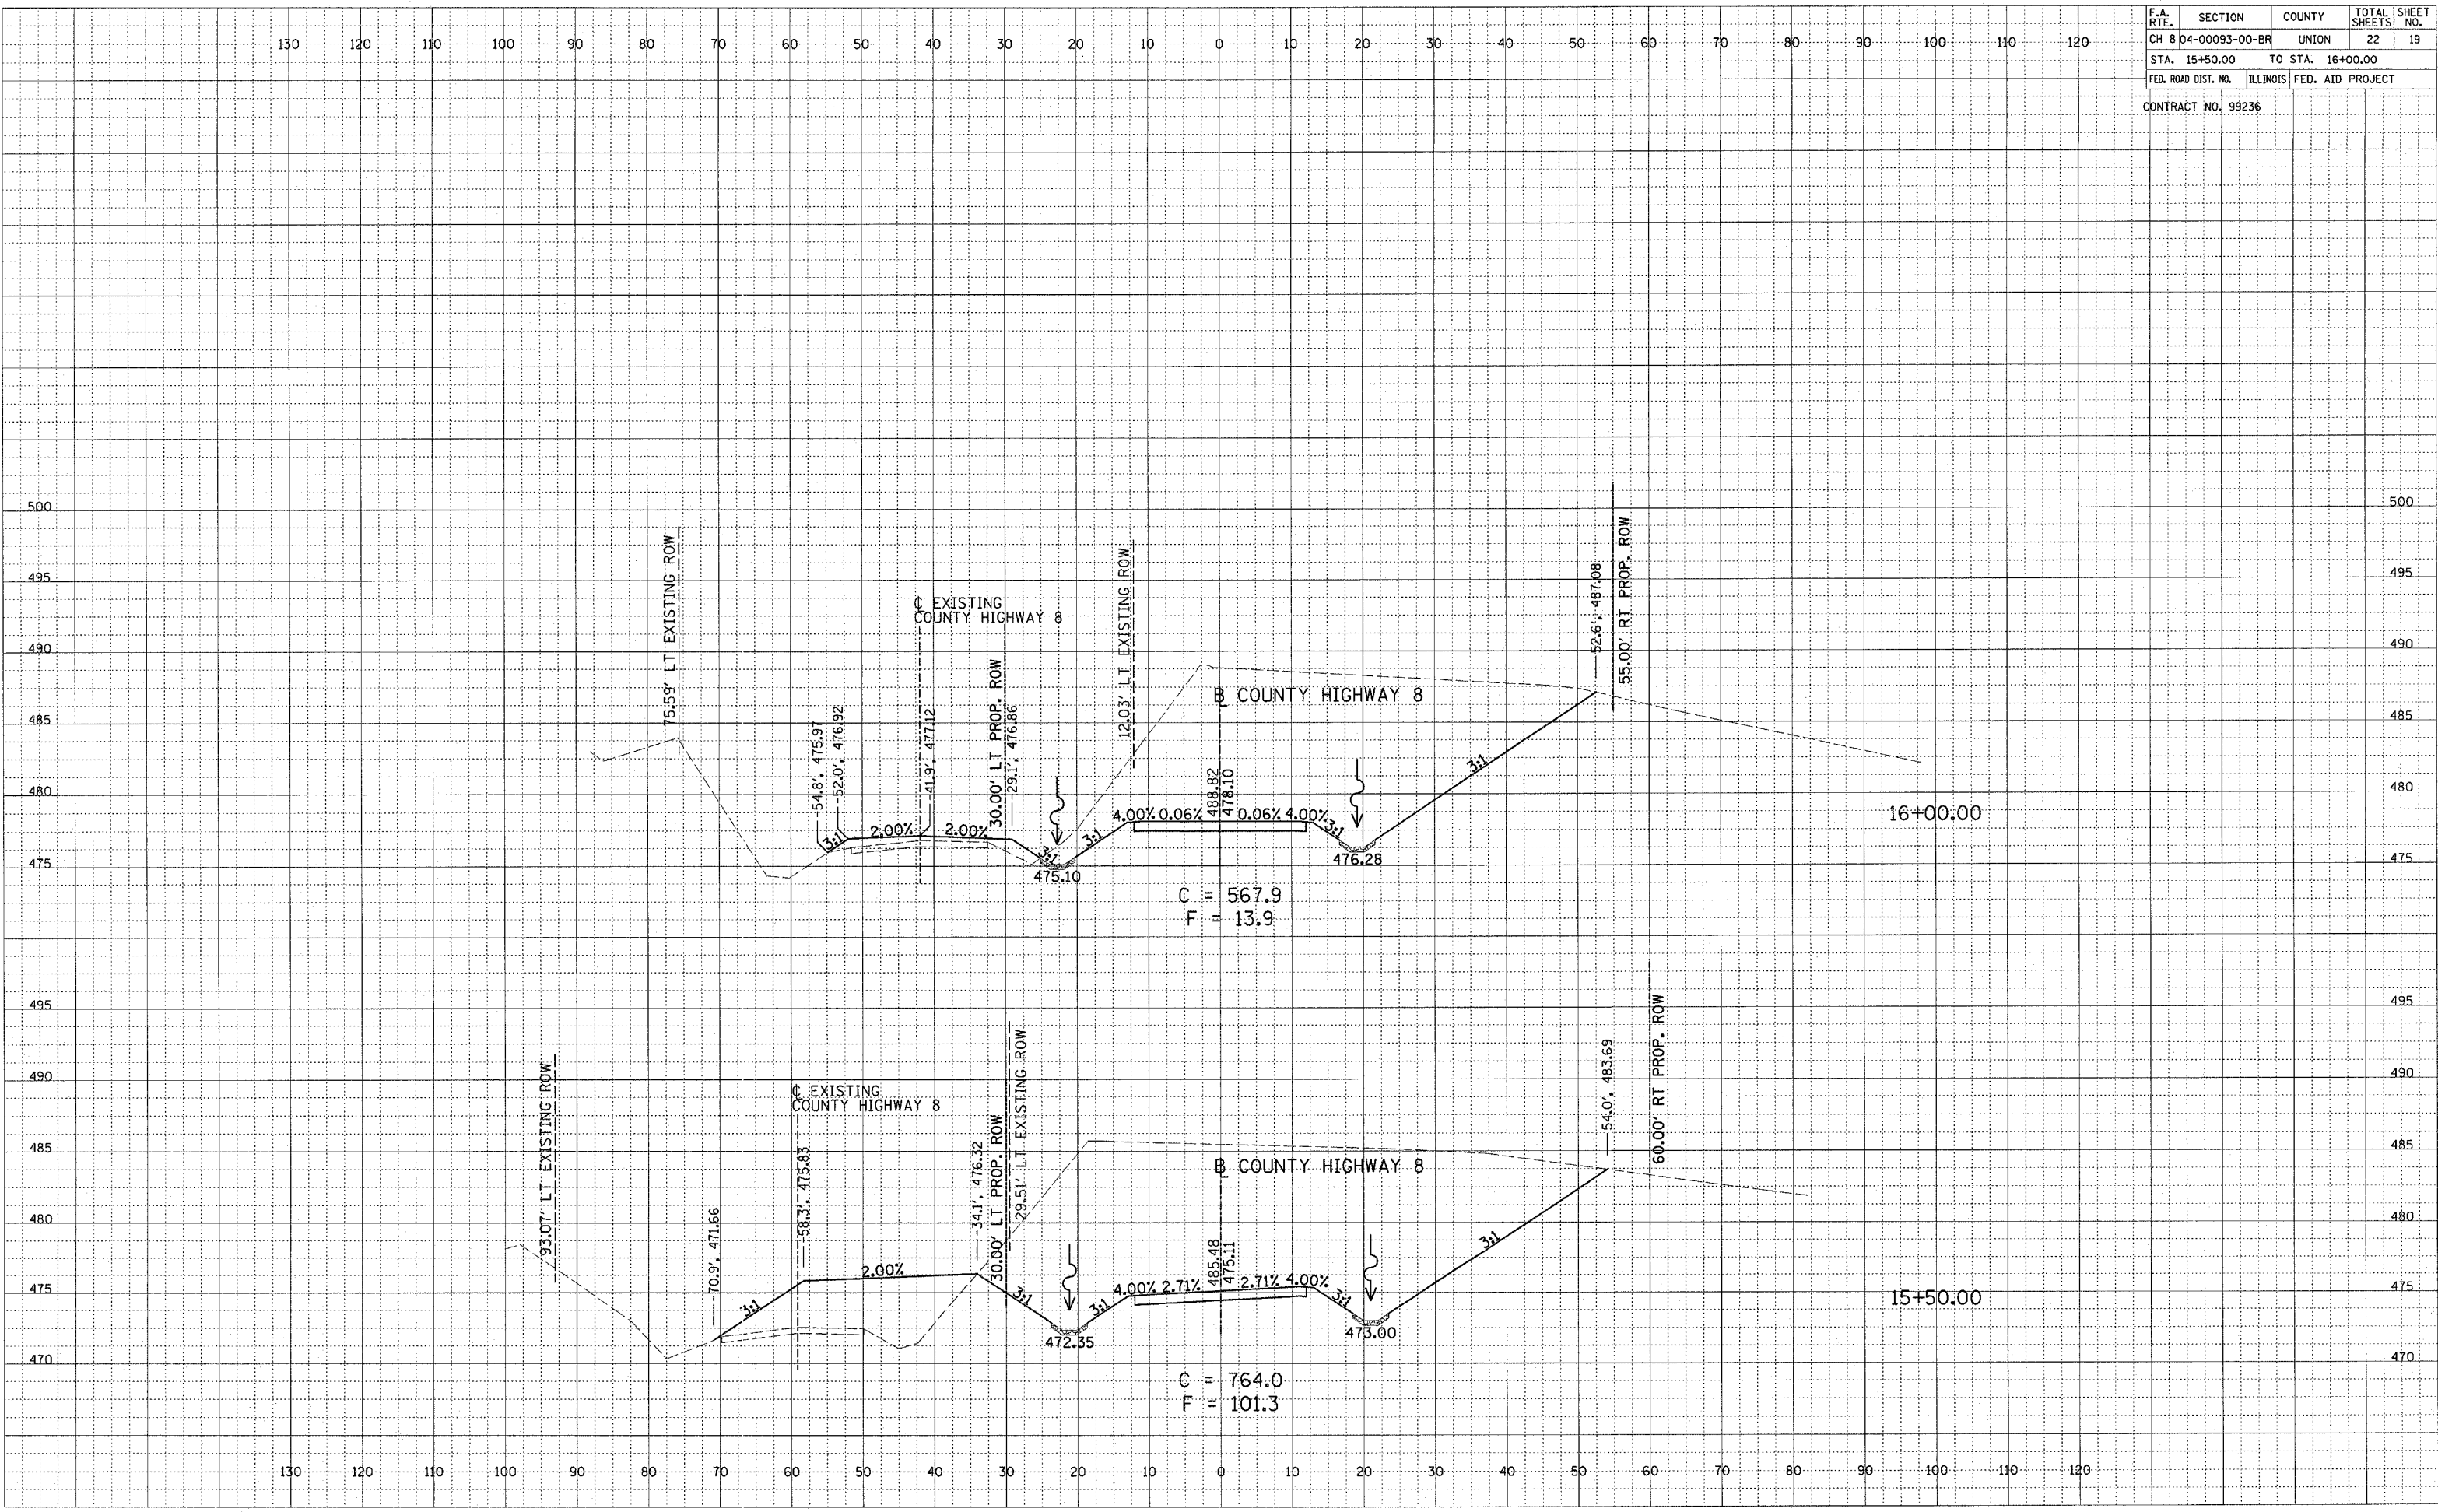 F.A. RTE. SECTION COUNTY TOTAL SHEETS SHEET NO.
CH 8 04-00093-00-BR UNION 22 19
STA. 15+50.00 TO STA. 16+00.00
FED. ROAD DIST. NO. ILLINOIS FED. AID PROJECT
CONTRACT NO. 99236
130 120 110 100 90 80 70 60 50 40 30 20 10 0 10 20 30 40 50 60 70 80 90 100 110 120
500 500
495 495
490 490
485 485
480 480
475 475
75.59' LT EXISTING ROW
℄ EXISTING
COUNTY HIGHWAY 8
12.03' LT EXISTING ROW
52.6', 487.08
55.00' RT PROP. ROW
B COUNTY HIGHWAY 8
54.8', 475.97
52.0', 476.92
41.9', 477.12
30.00' LT PROP. ROW
29.1', 476.86
488.82
478.10
3:1 2.00% 2.00% 3:1 3:1 4.00% 0.06% 0.06% 4.00% 3:1 3:1
16+00.00
475.10
476.28
C = 567.9
F = 13.9
495 495
490 490
485 485
480 480
475 475
470 470
93.07' LT EXISTING ROW
℄ EXISTING
COUNTY HIGHWAY 8
29.51' LT EXISTING ROW
54.0', 483.69
60.00' RT PROP. ROW
B COUNTY HIGHWAY 8
70.9', 471.66
58.3', 475.83
34.1', 476.32
30.00' LT PROP. ROW
485.48
475.11
3:1 2.00% 3:1 3:1 4.00% 2.71% 2.71% 4.00% 3:1 3:1
15+50.00
472.35
473.00
C = 764.0
F = 101.3
130 120 110 100 90 80 70 60 50 40 30 20 10 0 10 20 30 40 50 60 70 80 90 100 110 120